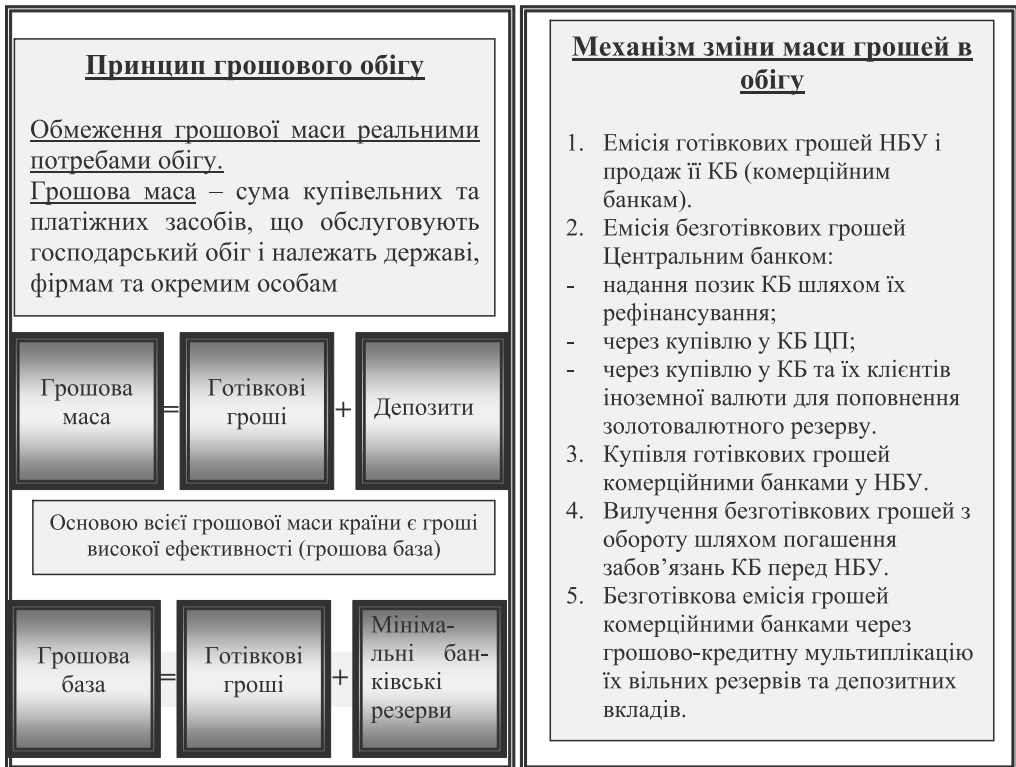 Принцип грошового обігу
Обмеження грошової маси реальними
потребами обігу.
Грошова маса – сума купівельних та
платіжних засобів, що обслуговують
господарський обіг і належать державі,
фірмам та окремим особам
Грошова
маса
=
Готівкові
гроші
+
Депозити
Основою всієї грошової маси країни є гроші
високої ефективності (грошова база)
Грошова
база
=
Готівкові
гроші
+
Мініма-
льні бан-
ківські
резерви
Механізм зміни маси грошей в
обігу
1. Емісія готівкових грошей НБУ і
продаж її КБ (комерційним
банкам).
2. Емісія безготівкових грошей
Центральним банком:
- надання позик КБ шляхом їх
рефінансування;
- через купівлю у КБ ЦП;
- через купівлю у КБ та їх клієнтів
іноземної валюти для поповнення
золотовалютного резерву.
3. Купівля готівкових грошей
комерційними банками у НБУ.
4. Вилучення безготівкових грошей з
обороту шляхом погашення
забов’язань КБ перед НБУ.
5. Безготівкова емісія грошей
комерційними банками через
грошово-кредитну мультиплікацію
їх вільних резервів та депозитних
вкладів.